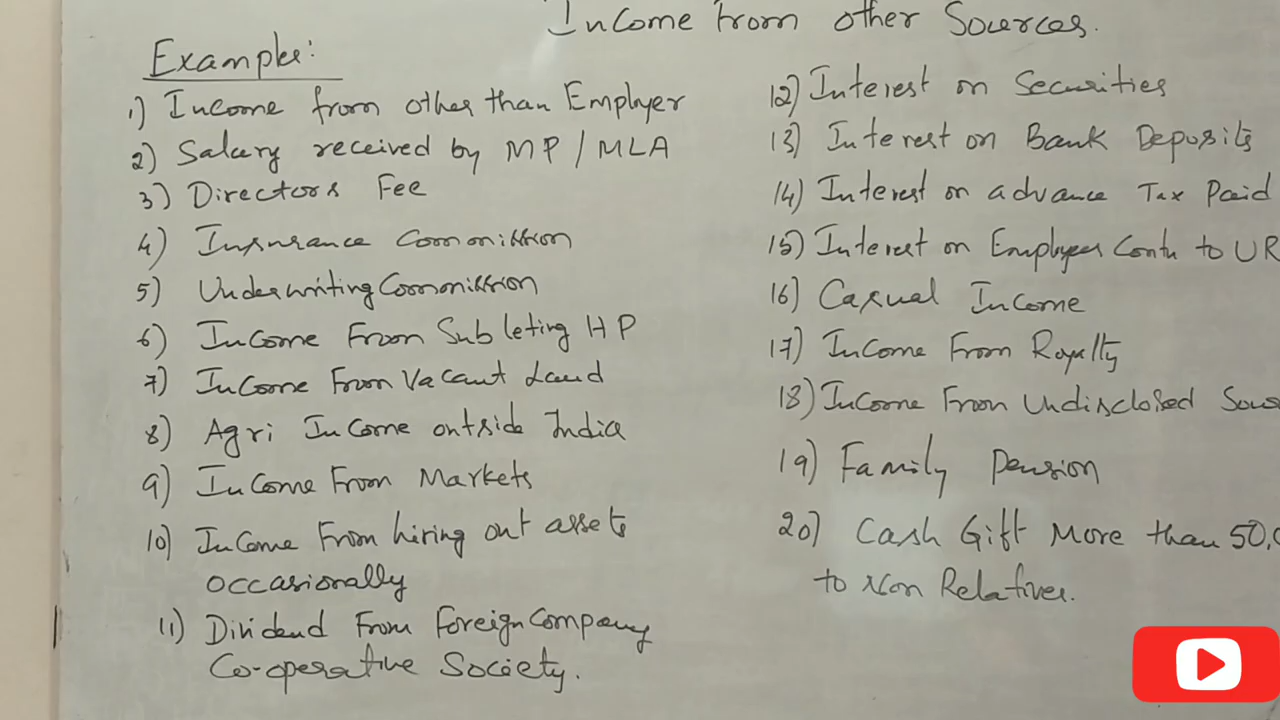 Income from other Sources.
Examples:
1) Income from other than Employer
2) Salary received by MP / MLA
3) Directors Fee
4) Insurance Commission
5) Underwriting Commission
6) Income From Subleting HP
7) Income From Vacant Land
8) Agri Income outside India
9) Income From Markets
10) Income From hiring out assets
occasionally
11) Dividend From Foreign Company
Co-operative Society.
12) Interest on Securities
13) Interest on Bank Deposits
14) Interest on advance Tax Paid
15) Interest on Employees Contn to UR
16) Casual Income
17) Income From Royalty
18) Income From Undisclosed
19) Family Pension
20) Cash Gift More than 50,0
to Non Relatives.